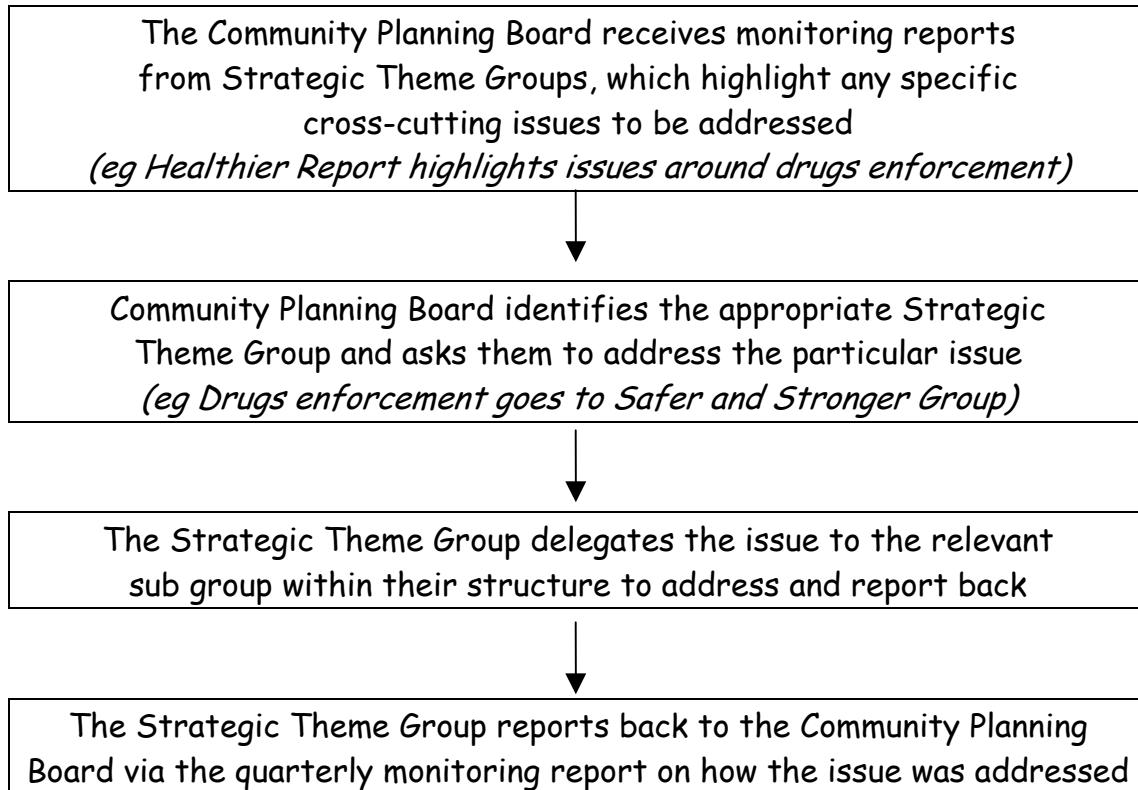 The Community Planning Board receives monitoring reports
from Strategic Theme Groups, which highlight any specific
cross-cutting issues to be addressed
(eg Healthier Report highlights issues around drugs enforcement)
Community Planning Board identifies the appropriate Strategic
Theme Group and asks them to address the particular issue
(eg Drugs enforcement goes to Safer and Stronger Group)
The Strategic Theme Group delegates the issue to the relevant
sub group within their structure to address and report back
The Strategic Theme Group reports back to the Community Planning
Board via the quarterly monitoring report on how the issue was addressed